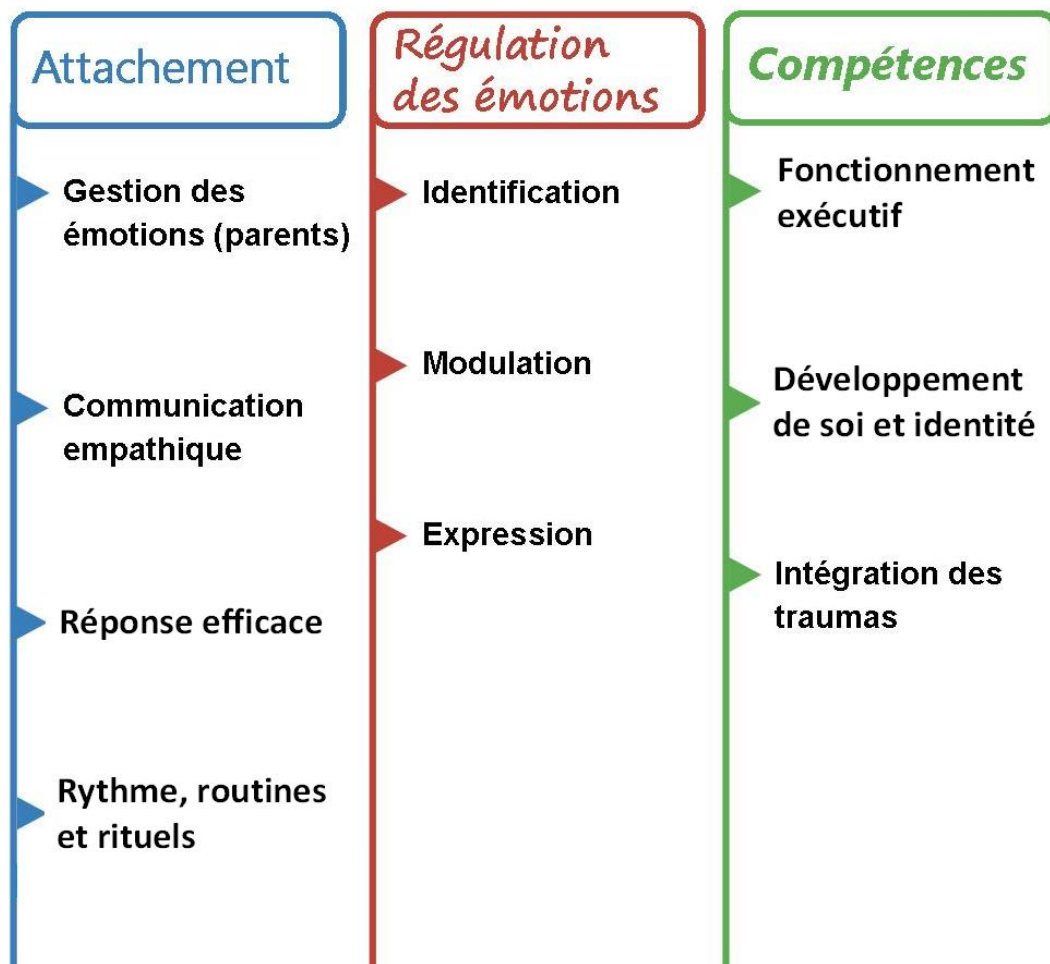 Attachement
Gestion des
émotions (parents)
Communication
empathique
Réponse efficace
Rythme, routines
et rituels
Régulation
des émotions
Identification
Modulation
Expression
Compétences
Fonctionnement
exécutif
Développement
de soi et identité
Intégration des
traumas